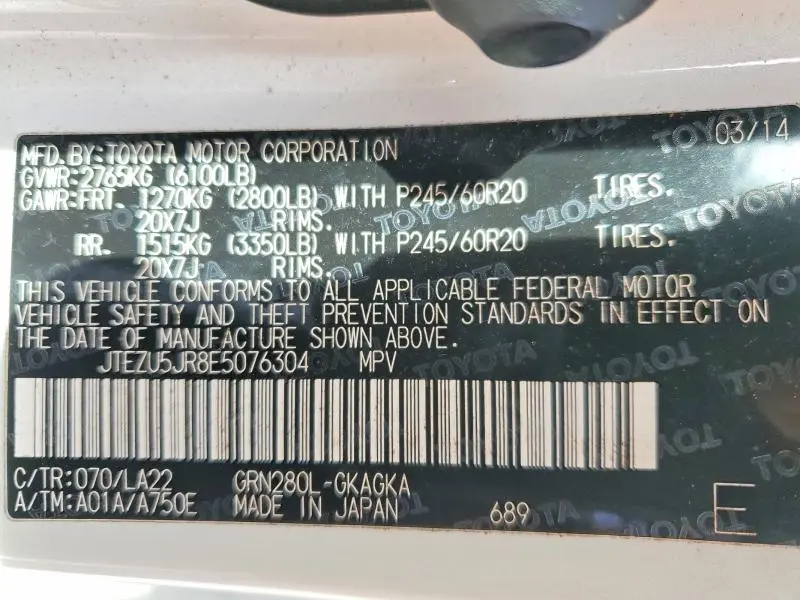 03/14
MFD.BY:TOYOTA MOTOR CORPORATION
GVWR:2765KG (6100LB)
GAWR:FRT. 1270KG (2800LB) WITH P245/60R20 TIRES.
20X7J RIMS.
RR. 1515KG (3350LB) WITH P245/60R20 TIRES.
20X7J RIMS.
THIS VEHICLE CONFORMS TO ALL APPLICABLE FEDERAL MOTOR
VEHICLE SAFETY AND THEFT PREVENTION STANDARDS IN EFFECT ON
THE DATE OF MANUFACTURE SHOWN ABOVE.
JTEZU5JR8E5076304 MPV
C/TR:070/LA22 GRN280L-GKAGKA
A/TM:A01A/A750E MADE IN JAPAN 689 E